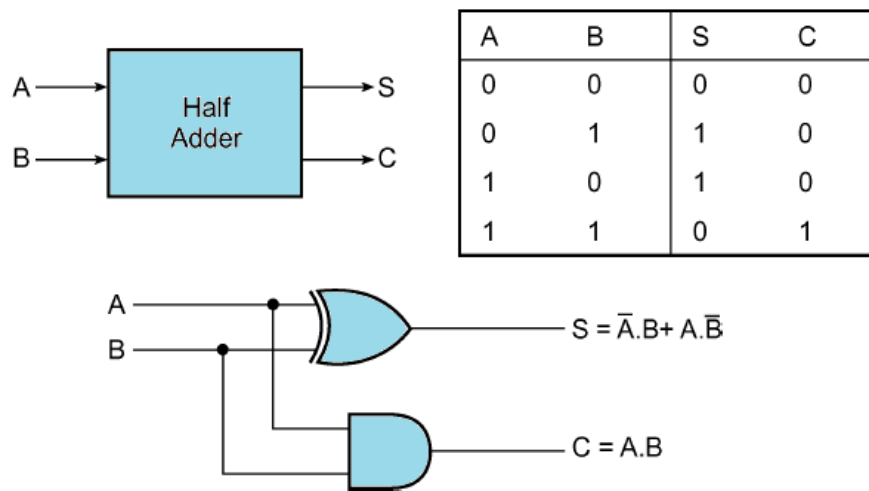 A
B
Half
Adder
S
C
A B S C
0 0 0 0
0 1 1 0
1 0 1 0
1 1 0 1
A
B
S = A̅.B+ A.B̅
C = A.B